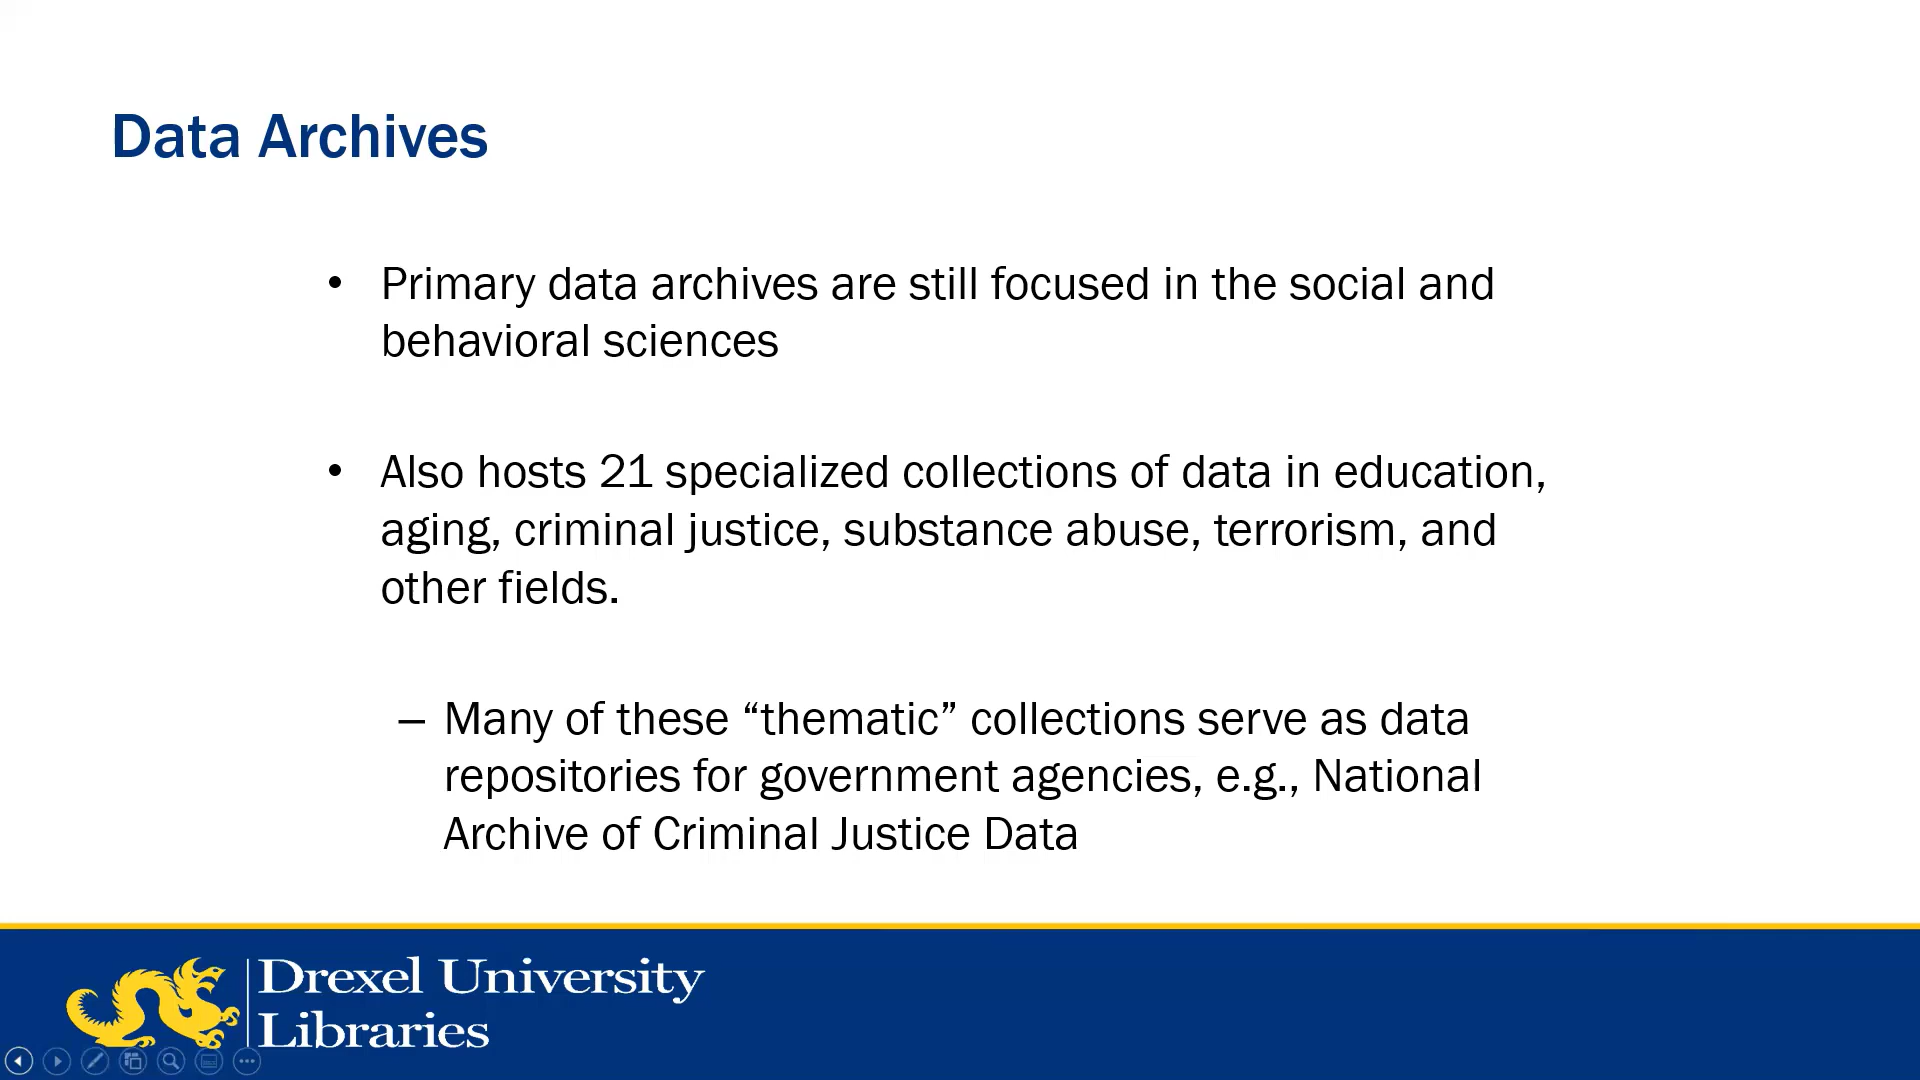 Data Archives
• Primary data archives are still focused in the social and
behavioral sciences
• Also hosts 21 specialized collections of data in education,
aging, criminal justice, substance abuse, terrorism, and
other fields.
– Many of these “thematic” collections serve as data
repositories for government agencies, e.g., National
Archive of Criminal Justice Data
Drexel University
Libraries